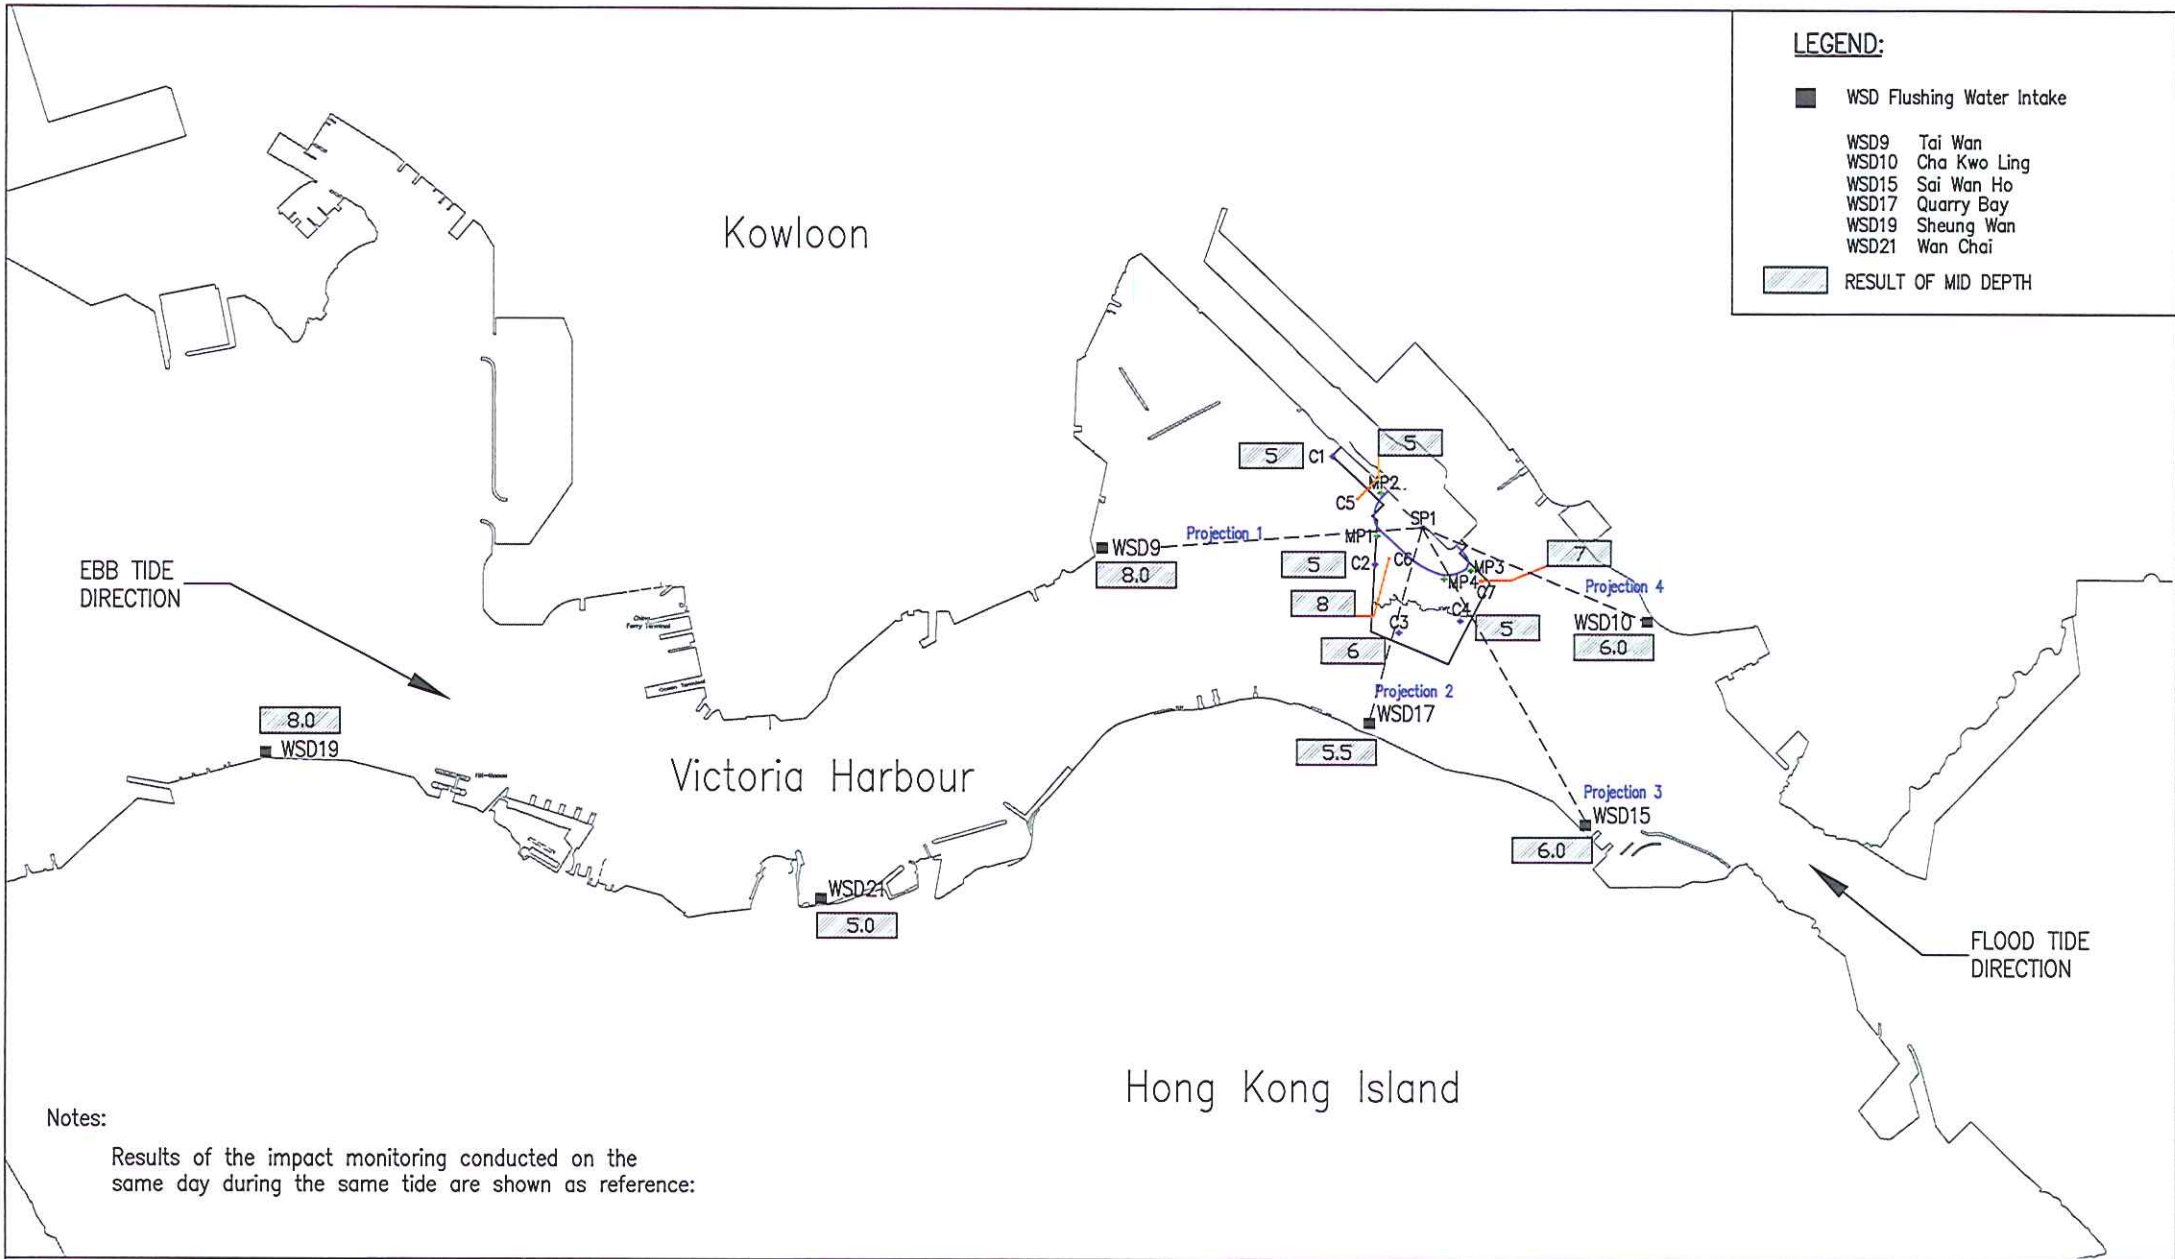 LEGEND:
WSD Flushing Water Intake
WSD9 Tai Wan
WSD10 Cha Kwo Ling
WSD15 Sai Wan Ho
WSD17 Quarry Bay
WSD19 Sheung Wan
WSD21 Wan Chai
RESULT OF MID DEPTH
Kowloon
5
5
C1
MP2
C5
SP1
Projection 1
MP1
WSD9
8.0
5
C2
C6
7
MP3
MP4
C7
Projection 4
8
C3
C4
5
WSD10
6.0
6
EBB TIDE
DIRECTION
China
Ferry Terminal
Ocean Terminal
Projection 2
WSD17
5.5
8.0
WSD19
Victoria Harbour
Projection 3
WSD15
6.0
WSD21
5.0
FLOOD TIDE
DIRECTION
Hong Kong Island
Notes:
Results of the impact monitoring conducted on the
same day during the same tide are shown as reference: